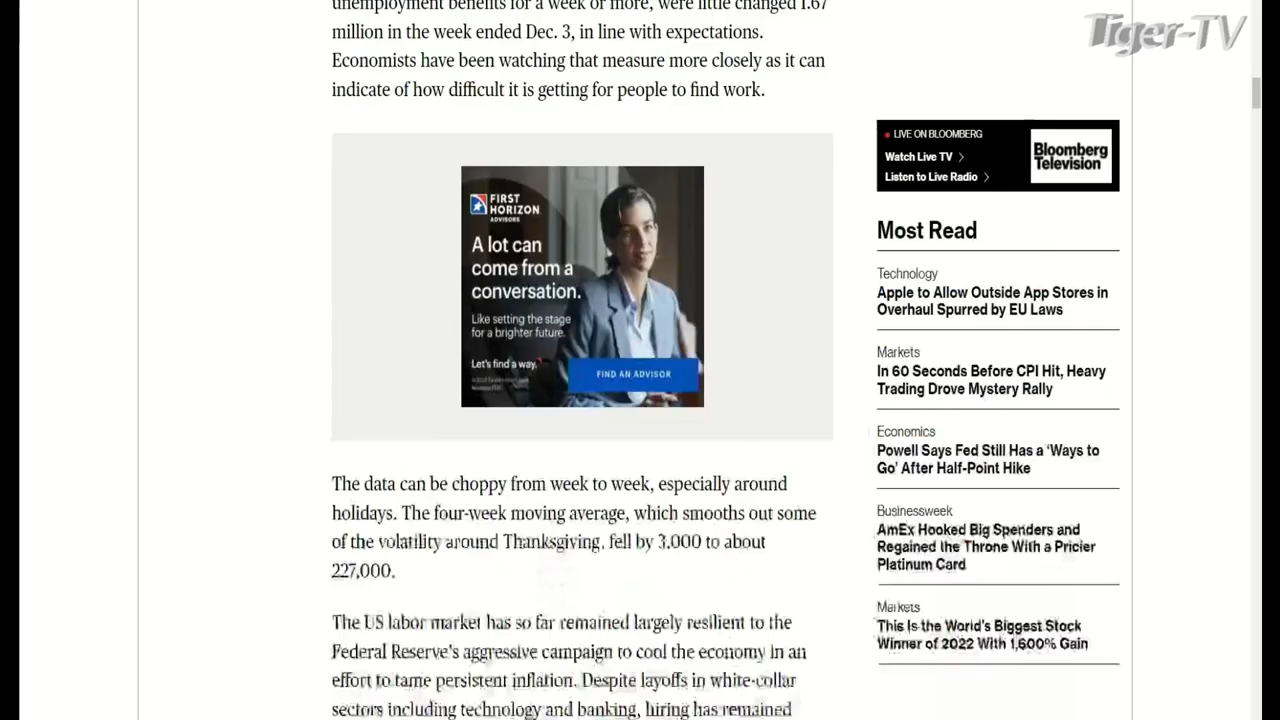 unemployment benefits for a week or more, were little changed 1.67
million in the week ended Dec. 3, in line with expectations.
Economists have been watching that measure more closely as it can
indicate of how difficult it is getting for people to find work.
Tiger-TV
LIVE ON BLOOMBERG
Watch Live TV
Listen to Live Radio
Bloomberg
Television
FIRST
HORIZON
ADVISORS
A lot can
come from a
conversation.
Like setting the stage
for a brighter future.
Let's find a way.
FIND AN ADVISOR
Most Read
Technology
Apple to Allow Outside App Stores in
Overhaul Spurred by EU Laws
Markets
In 60 Seconds Before CPI Hit, Heavy
Trading Drove Mystery Rally
Economics
Powell Says Fed Still Has a ‘Ways to
Go’ After Half-Point Hike
Businessweek
AmEx Hooked Big Spenders and
Regained the Throne With a Pricier
Platinum Card
Markets
This Is the World's Biggest Stock
Winner of 2022 With 1,600% Gain
The data can be choppy from week to week, especially around
holidays. The four-week moving average, which smooths out some
of the volatility around Thanksgiving, fell by 3,000 to about
227,000.
The US labor market has so far remained largely resilient to the
Federal Reserve's aggressive campaign to cool the economy in an
effort to tame persistent inflation. Despite layoffs in white-collar
sectors including technology and banking, hiring has remained